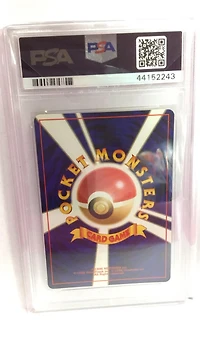 PSA
PSA
44152243
POCKET MONSTERS
CARD GAME